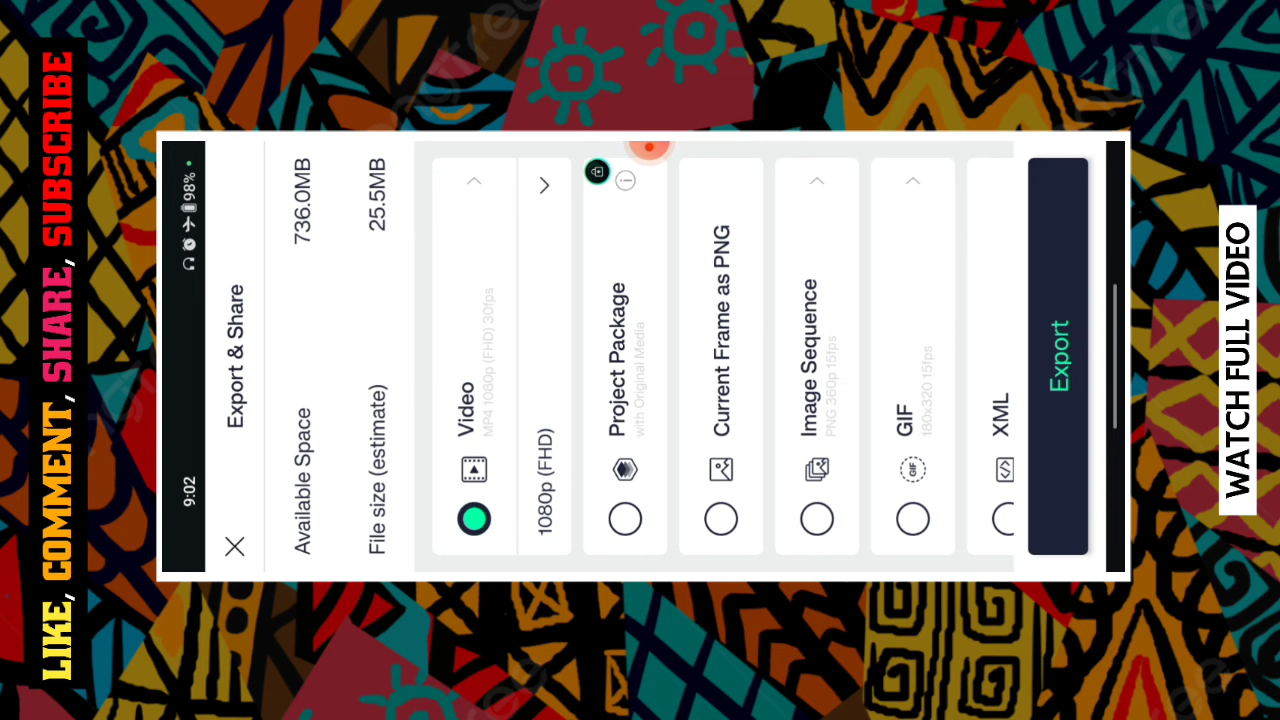 LIKE, COMMENT, SHARE, SUBSCRIBE
9:02
98%
Export & Share
Available Space 736.0MB
File size (estimate) 25.5MB
Video
MP4 1080p (FHD) 30fps
1080p (FHD)
Project Package
with Original Media
Current Frame as PNG
Image Sequence
PNG 360p 15fps
GIF
GIF
180x320 15fps
XML
Export
WATCH FULL VIDEO